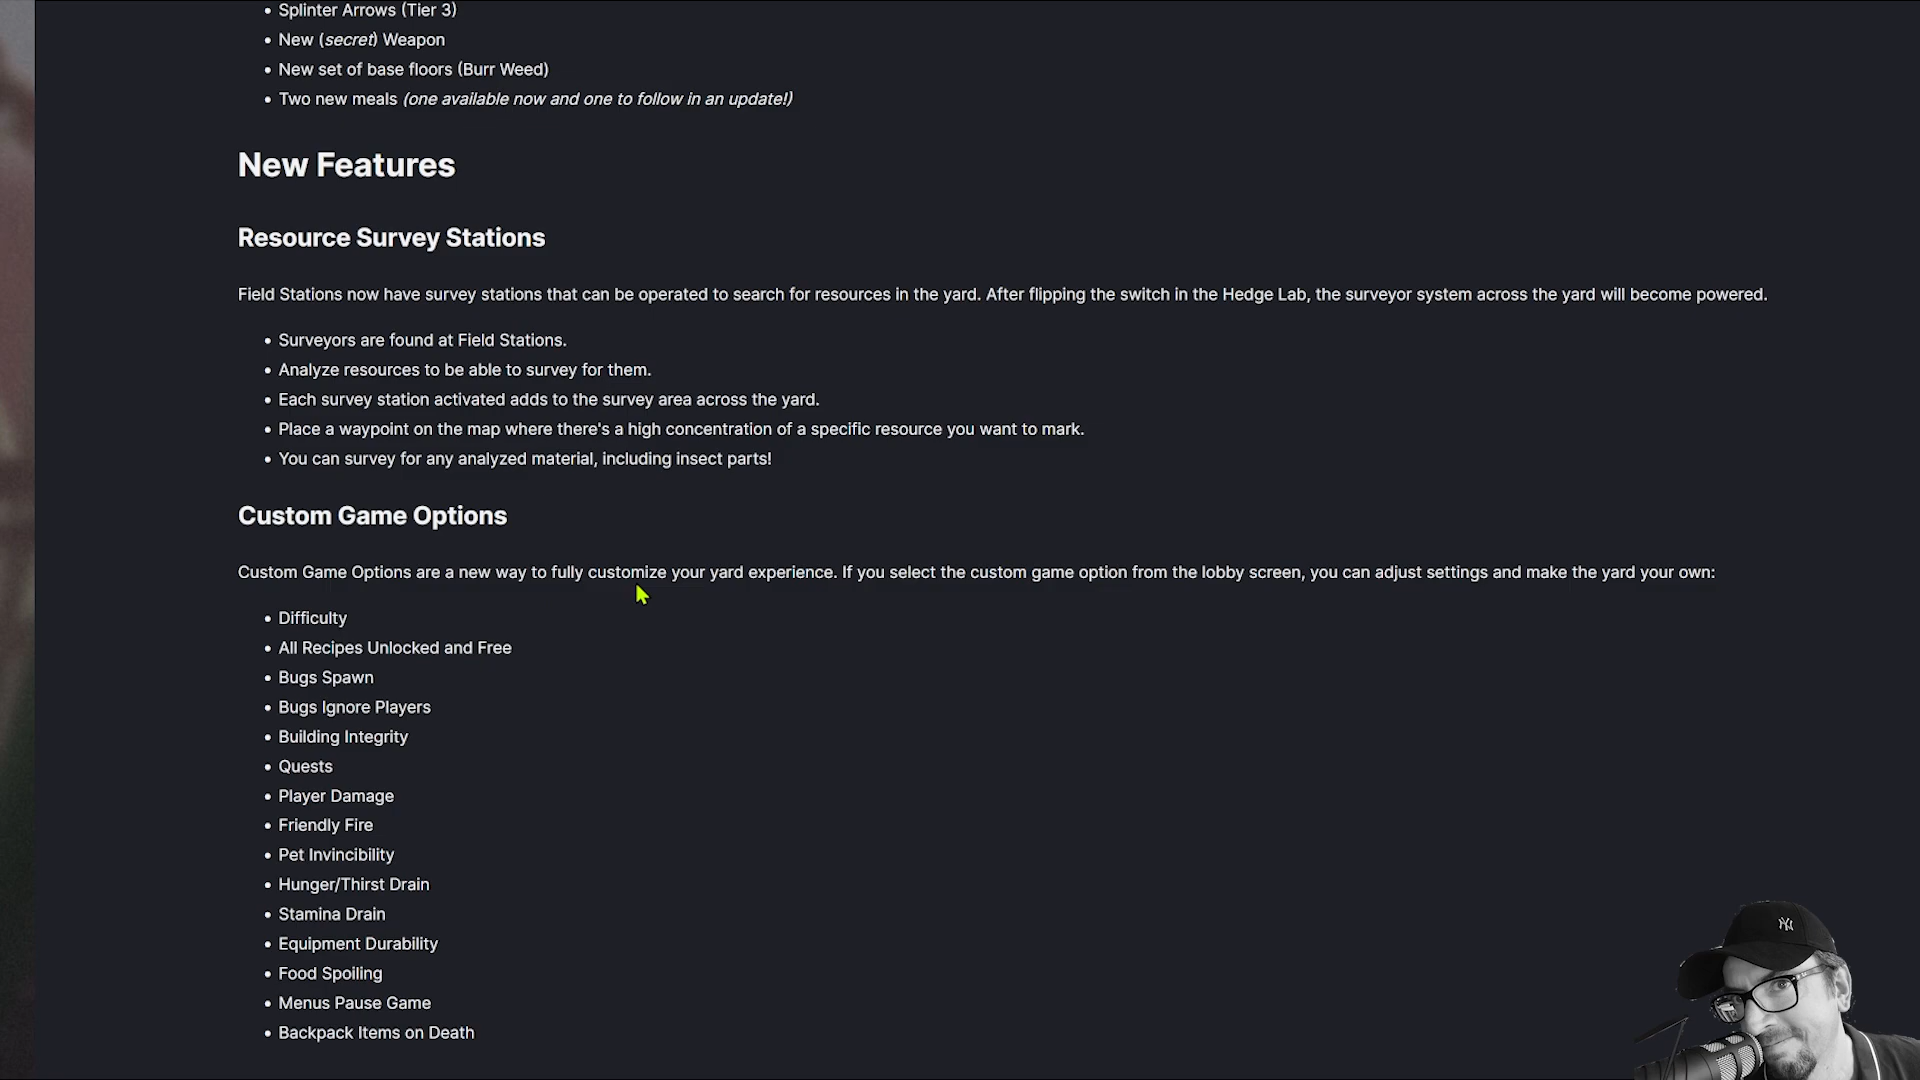 Splinter Arrows (Tier 3)
New (secret) Weapon
New set of base floors (Burr Weed)
Two new meals (one available now and one to follow in an update!)
New Features
Resource Survey Stations
Field Stations now have survey stations that can be operated to search for resources in the yard. After flipping the switch in the Hedge Lab, the surveyor system across the yard will become powered.
Surveyors are found at Field Stations.
Analyze resources to be able to survey for them.
Each survey station activated adds to the survey area across the yard.
Place a waypoint on the map where there's a high concentration of a specific resource you want to mark.
You can survey for any analyzed material, including insect parts!
Custom Game Options
Custom Game Options are a new way to fully customize your yard experience. If you select the custom game option from the lobby screen, you can adjust settings and make the yard your own:
Difficulty
All Recipes Unlocked and Free
Bugs Spawn
Bugs Ignore Players
Building Integrity
Quests
Player Damage
Friendly Fire
Pet Invincibility
Hunger/Thirst Drain
Stamina Drain
Equipment Durability
Food Spoiling
Menus Pause Game
Backpack Items on Death
NY